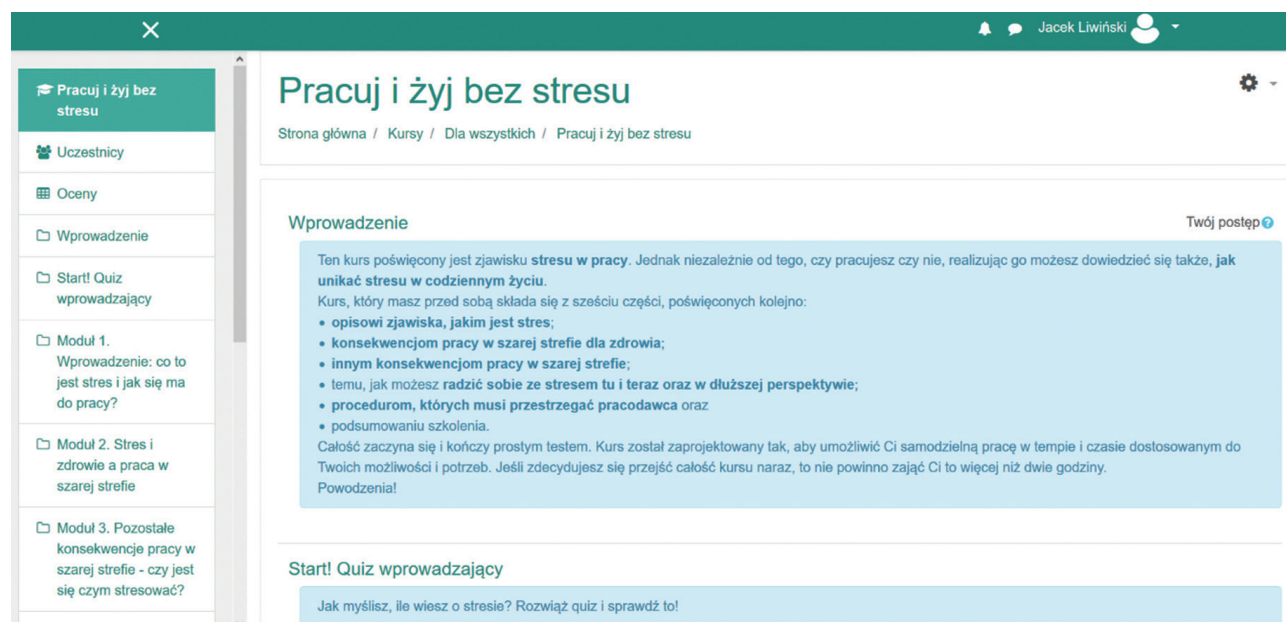 Jacek Liwiński
Pracuj i żyj bez
stresu
Uczestnicy
Oceny
Wprowadzenie
Start! Quiz
wprowadzający
Moduł 1.
Wprowadzenie: co to
jest stres i jak się ma
do pracy?
Moduł 2. Stres i
zdrowie a praca w
szarej strefie
Moduł 3. Pozostałe
konsekwencje pracy w
szarej strefie - czy jest
się czym stresować?
Pracuj i żyj bez stresu
Strona główna / Kursy / Dla wszystkich / Pracuj i żyj bez stresu
Wprowadzenie
Twój postęp
Ten kurs poświęcony jest zjawisku stresu w pracy. Jednak niezależnie od tego, czy pracujesz czy nie, realizując go możesz dowiedzieć się także, jak
unikać stresu w codziennym życiu.
Kurs, który masz przed sobą składa się z sześciu części, poświęconych kolejno:
• opisowi zjawiska, jakim jest stres;
• konsekwencjom pracy w szarej strefie dla zdrowia;
• innym konsekwencjom pracy w szarej strefie;
• temu, jak możesz radzić sobie ze stresem tu i teraz oraz w dłuższej perspektywie;
• procedurom, których musi przestrzegać pracodawca oraz
• podsumowaniu szkolenia.
Całość zaczyna się i kończy prostym testem. Kurs został zaprojektowany tak, aby umożliwić Ci samodzielną pracę w tempie i czasie dostosowanym do
Twoich możliwości i potrzeb. Jeśli zdecydujesz się przejść całość kursu naraz, to nie powinno zająć Ci to więcej niż dwie godziny.
Powodzenia!
Start! Quiz wprowadzający
Jak myślisz, ile wiesz o stresie? Rozwiąż quiz i sprawdź to!